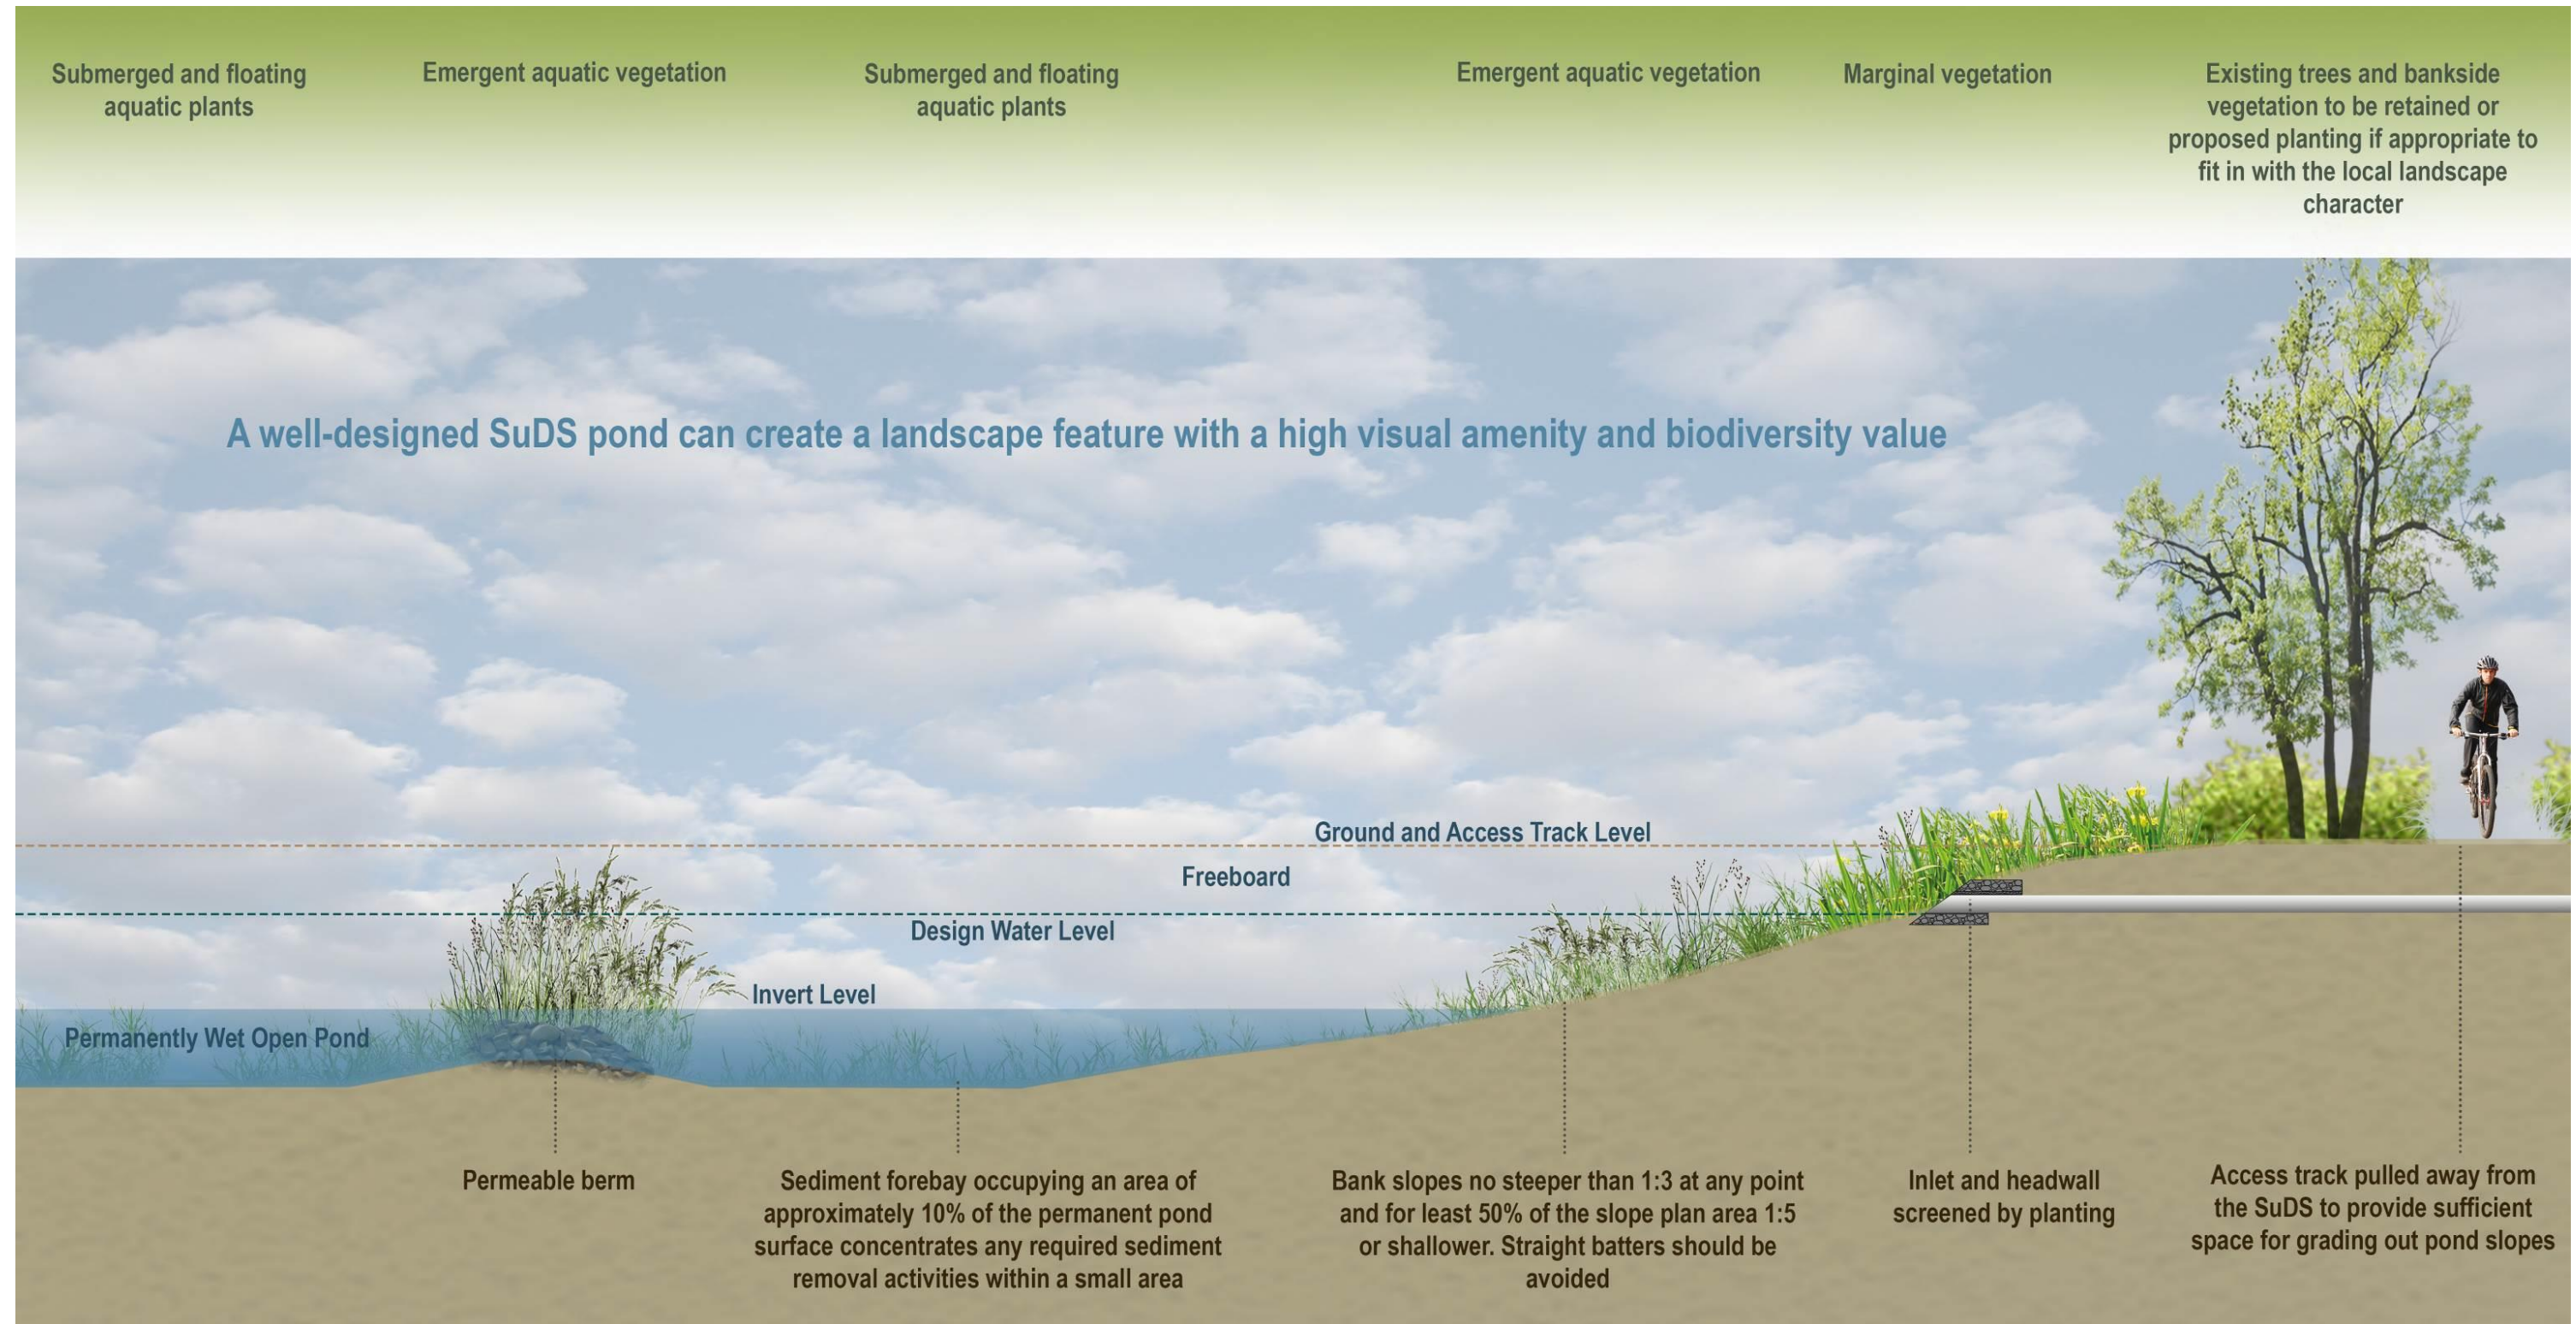 Submerged and floating
aquatic plants
Emergent aquatic vegetation
Submerged and floating
aquatic plants
Emergent aquatic vegetation
Marginal vegetation
Existing trees and bankside
vegetation to be retained or
proposed planting if appropriate to
fit in with the local landscape
character
A well-designed SuDS pond can create a landscape feature with a high visual amenity and biodiversity value
Ground and Access Track Level
Freeboard
Design Water Level
Invert Level
Permanently Wet Open Pond
Permeable berm
Sediment forebay occupying an area of
approximately 10% of the permanent pond
surface concentrates any required sediment
removal activities within a small area
Bank slopes no steeper than 1:3 at any point
and for least 50% of the slope plan area 1:5
or shallower. Straight batters should be
avoided
Inlet and headwall
screened by planting
Access track pulled away from
the SuDS to provide sufficient
space for grading out pond slopes